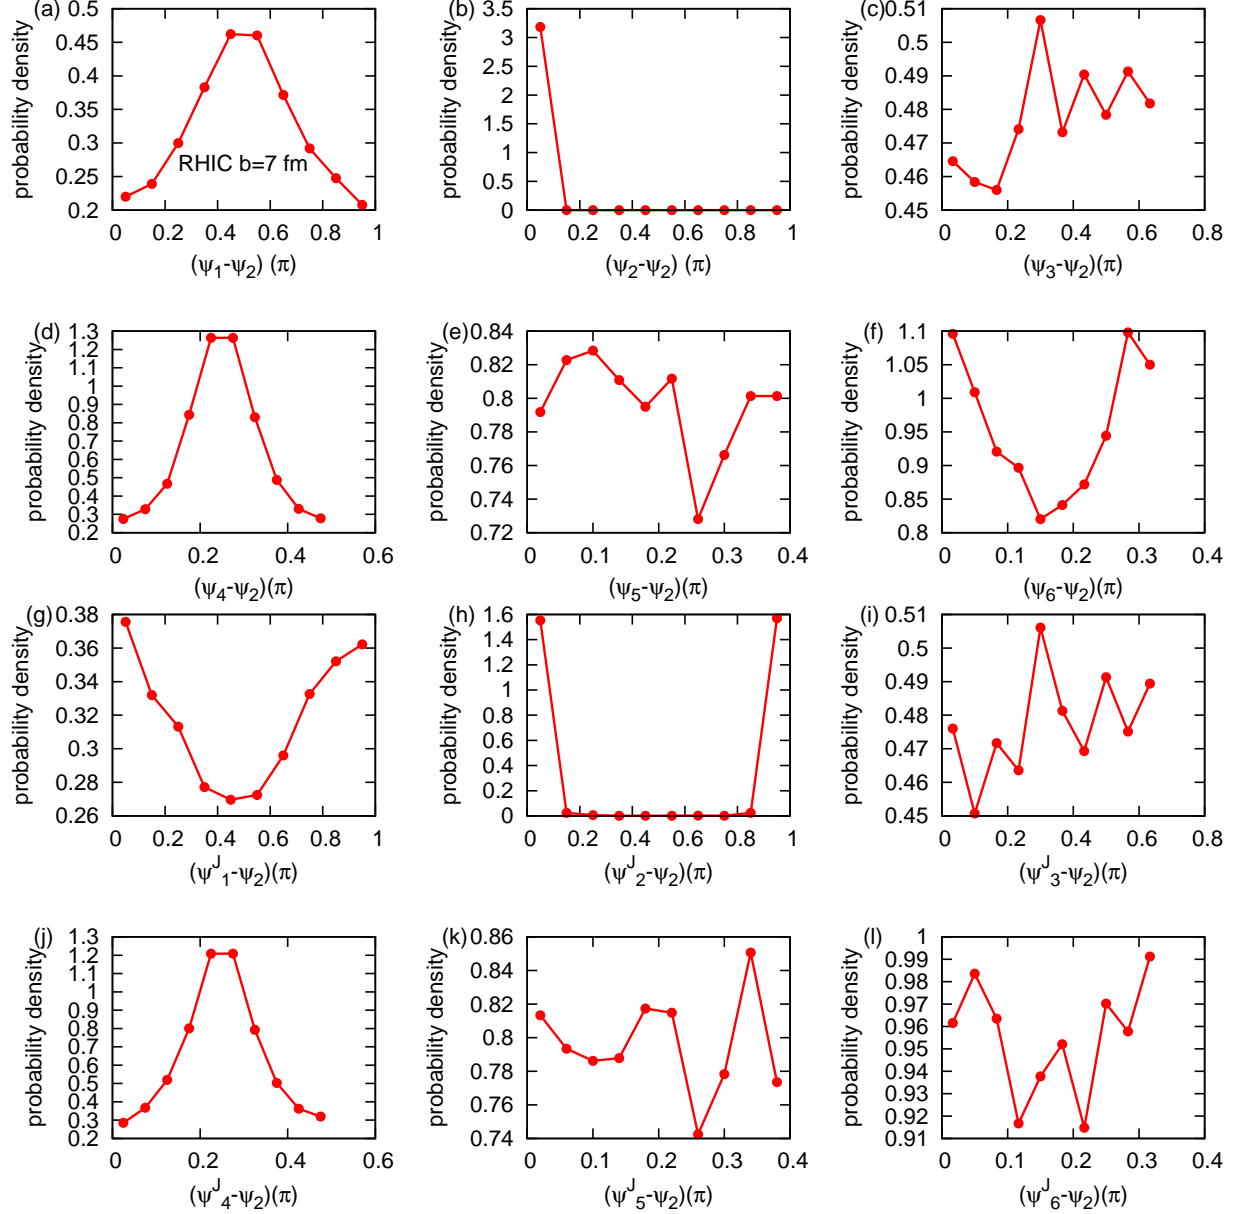 (a) 0.5 0.45 0.4 0.35 0.3 0.25 0.2
probability density
RHIC b=7 fm
0 0.2 0.4 0.6 0.8 1
(ψ1-ψ2) (π)
(b) 3.5 3 2.5 2 1.5 1 0.5 0
probability density
0 0.2 0.4 0.6 0.8 1
(ψ2-ψ2) (π)
(c) 0.51 0.5 0.49 0.48 0.47 0.46 0.45
probability density
0 0.2 0.4 0.6 0.8
(ψ3-ψ2)(π)
(d) 1.3 1.2 1.1 1 0.9 0.8 0.7 0.6 0.5 0.4 0.3 0.2
probability density
0 0.2 0.4 0.6
(ψ4-ψ2)(π)
(e) 0.84 0.82 0.8 0.78 0.76 0.74 0.72
probability density
0 0.1 0.2 0.3 0.4
(ψ5-ψ2)(π)
(f) 1.1 1.05 1 0.95 0.9 0.85 0.8
probability density
0 0.1 0.2 0.3 0.4
(ψ6-ψ2)(π)
(g) 0.38 0.36 0.34 0.32 0.3 0.28 0.26
probability density
0 0.2 0.4 0.6 0.8 1
(ψJ1-ψ2)(π)
(h) 1.6 1.4 1.2 1 0.8 0.6 0.4 0.2 0
probability density
0 0.2 0.4 0.6 0.8 1
(ψJ2-ψ2)(π)
(i) 0.51 0.5 0.49 0.48 0.47 0.46 0.45
probability density
0 0.2 0.4 0.6 0.8
(ψJ3-ψ2)(π)
(j) 1.3 1.2 1.1 1 0.9 0.8 0.7 0.6 0.5 0.4 0.3 0.2
probability density
0 0.2 0.4 0.6
(ψJ4-ψ2)(π)
(k) 0.86 0.84 0.82 0.8 0.78 0.76 0.74
probability density
0 0.1 0.2 0.3 0.4
(ψJ5-ψ2)(π)
(l) 1 0.99 0.98 0.97 0.96 0.95 0.94 0.93 0.92 0.91
probability density
0 0.1 0.2 0.3 0.4
(ψJ6-ψ2)(π)